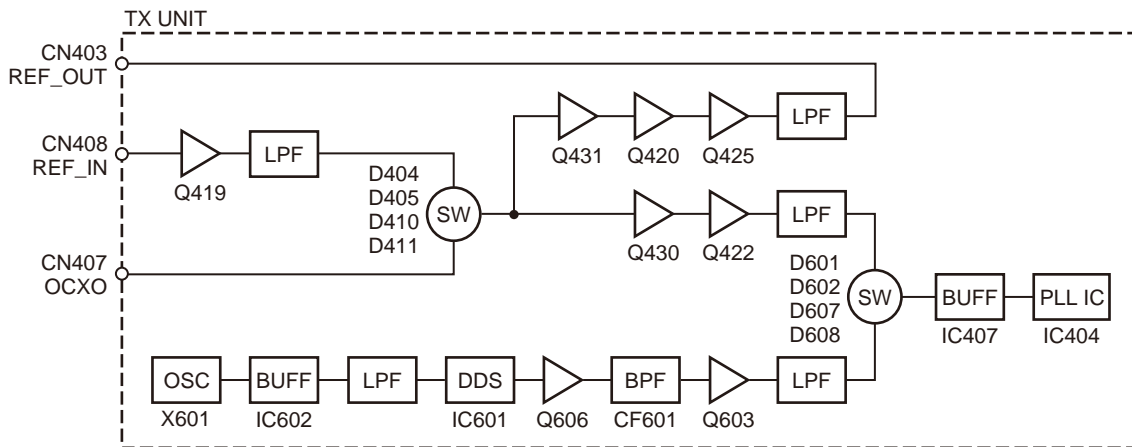 TX UNIT
CN403
REF_OUT
LPF
Q431
Q420
Q425
CN408
REF_IN
LPF
Q419
D404
D405
D410
D411
SW
LPF
Q430
Q422
CN407
OCXO
D601
D602
D607
D608
SW
BUFF
PLL IC
IC407
IC404
OSC
BUFF
LPF
DDS
BPF
LPF
X601
IC602
IC601
Q606
CF601
Q603